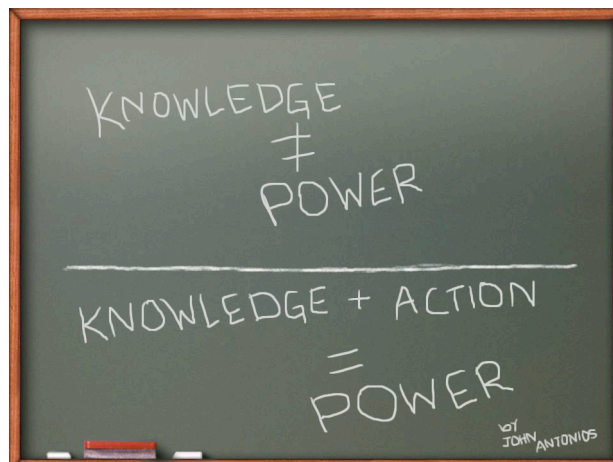 KNOWLEDGE
≠
POWER
KNOWLEDGE + ACTION
=
POWER
by
JOHN
ANTONIOS